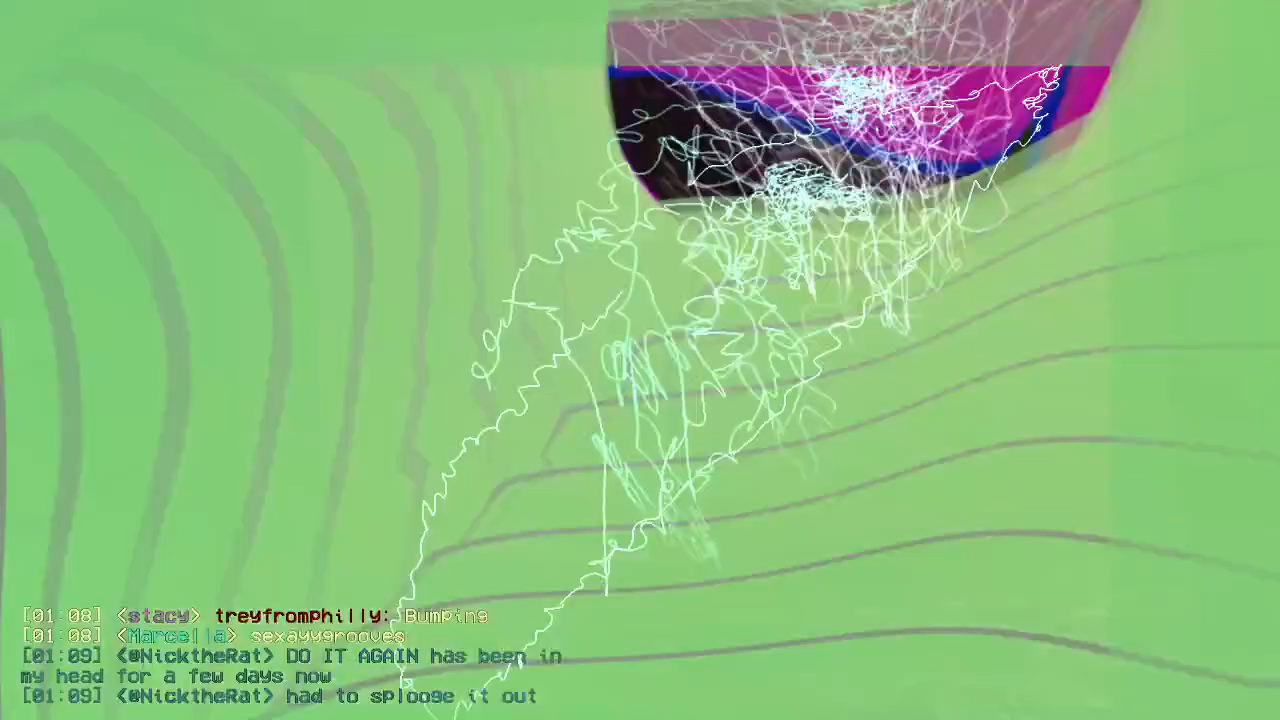 [01:08] <stacy> treyfromphilly: Bumping
[01:08] <Marcella> sexayygrooves
[01:09] <@NicktheRat> DO IT AGAIN has been in
my head for a few days now
[01:09] <@NicktheRat> had to splooge it out